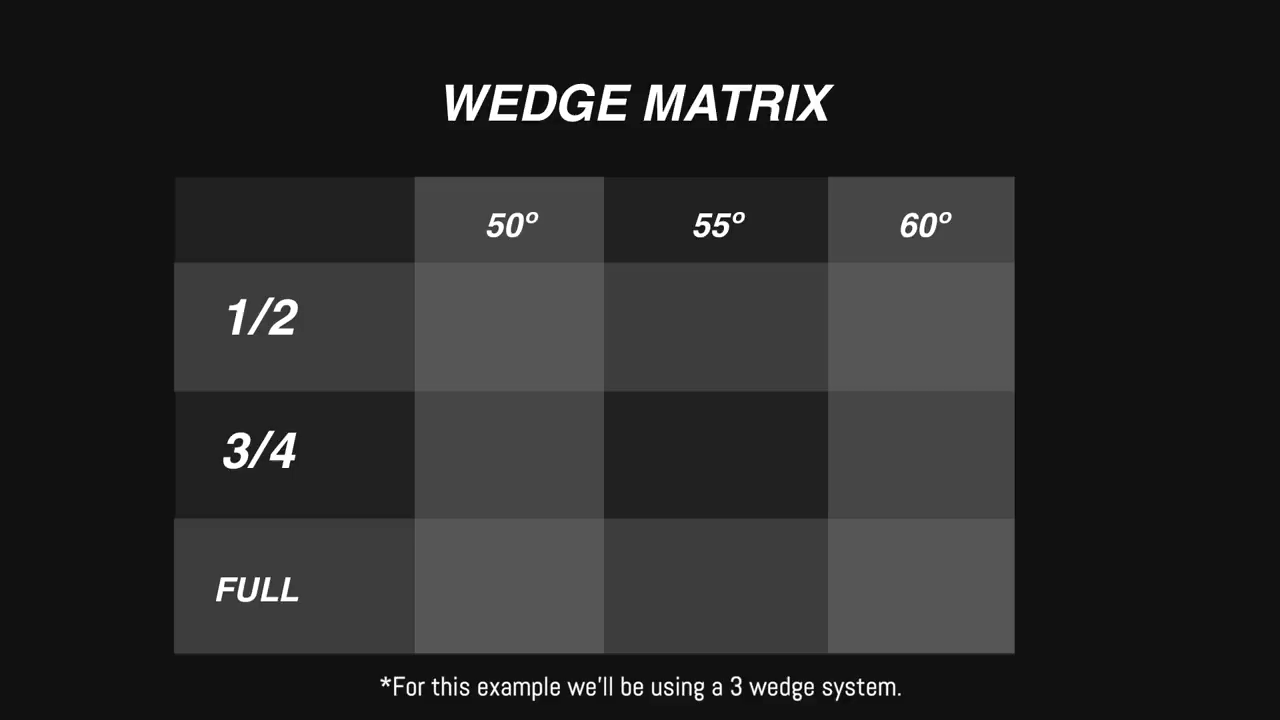 WEDGE MATRIX
50º 55º 60º
1/2
3/4
FULL
*For this example we'll be using a 3 wedge system.